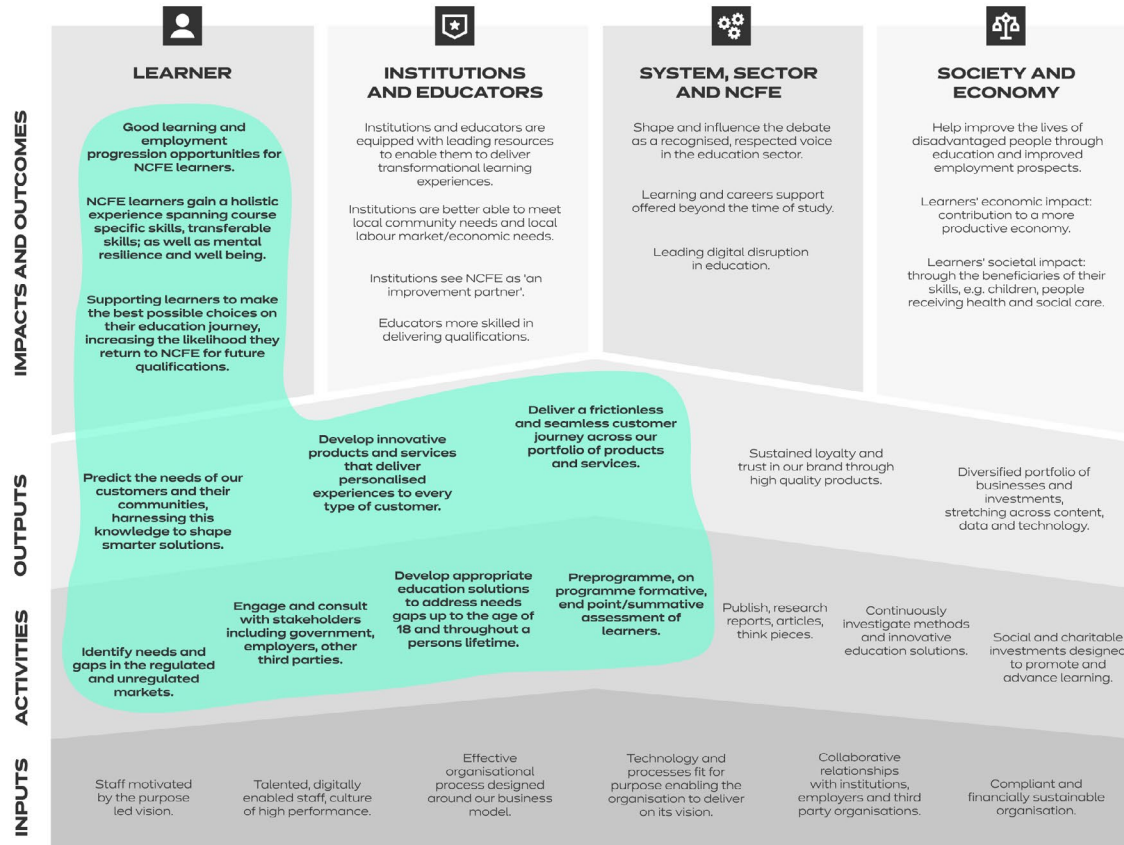 LEARNER
INSTITUTIONS
AND EDUCATORS
SYSTEM, SECTOR
AND NCFE
SOCIETY AND
ECONOMY
IMPACTS AND OUTCOMES
Good learning and
employment
progression opportunities for
NCFE learners.
NCFE learners gain a holistic
experience spanning course
specific skills, transferable
skills; as well as mental
resilience and well being.
Supporting learners to make
the best possible choices on
their education journey,
increasing the likelihood they
return to NCFE for future
qualifications.
Institutions and educators are
equipped with leading resources
to enable them to deliver
transformational learning
experiences.
Institutions are better able to meet
local community needs and local
labour market/economic needs.
Institutions see NCFE as 'an
improvement partner'.
Educators more skilled in
delivering qualifications.
Shape and influence the debate
as a recognised, respected voice
in the education sector.
Learning and careers support
offered beyond the time of study.
Leading digital disruption
in education.
Help improve the lives of
disadvantaged people through
education and improved
employment prospects.
Learners' economic impact:
contribution to a more
productive economy.
Learners' societal impact:
through the beneficiaries of their
skills, e.g. children, people
receiving health and social care.
OUTPUTS
Predict the needs of our
customers and their
communities,
harnessing this
knowledge to shape
smarter solutions.
Develop innovative
products and services
that deliver
personalised
experiences to every
type of customer.
Deliver a frictionless
and seamless customer
journey across our
portfolio of products
and services.
Sustained loyalty and
trust in our brand through
high quality products.
Diversified portfolio of
businesses and
investments,
stretching across content,
data and technology.
ACTIVITIES
Identify needs and
gaps in the regulated
and unregulated
markets.
Engage and consult
with stakeholders
including government,
employers, other
third parties.
Develop appropriate
education solutions
to address needs
gaps up to the age of
18 and throughout a
persons lifetime.
Preprogramme, on
programme formative,
end point/summative
assessment of
learners.
Publish, research
reports, articles,
think pieces.
Continuously
investigate methods
and innovative
education solutions.
Social and charitable
investments designed
to promote and
advance learning.
INPUTS
Staff motivated
by the purpose
led vision.
Talented, digitally
enabled staff, culture
of high performance.
Effective
organisational
process designed
around our business
model.
Technology and
processes fit for
purpose enabling the
organisation to deliver
on its vision.
Collaborative
relationships
with institutions,
employers and third
party organisations.
Compliant and
financially sustainable
organisation.